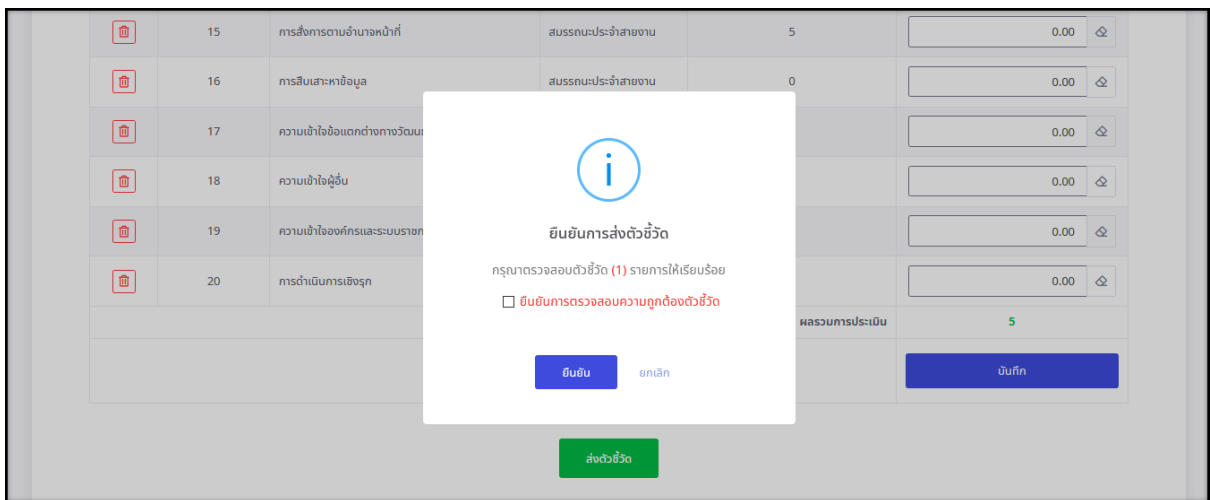 15 การสั่งการตามอำนาจหน้าที่ สมรรถนะประจำสายงาน 5 0.00
16 การสืบเสาะหาข้อมูล สมรรถนะประจำสายงาน 0 0.00
17 ความเข้าใจข้อแตกต่างทางวัฒน 0.00
18 ความเข้าใจผู้อื่น 0.00
19 ความเข้าใจองค์กรและระบบราชก 0.00
20 การดำเนินการเชิงรุก 0.00
ผลรวมการประเมิน 5
บันทึก
i
ยืนยันการส่งตัวชี้วัด
กรุณาตรวจสอบตัวชี้วัด (1) รายการให้เรียบร้อย
ยืนยันการตรวจสอบความถูกต้องตัวชี้วัด
ยืนยัน ยกเลิก
ส่งตัวชี้วัด